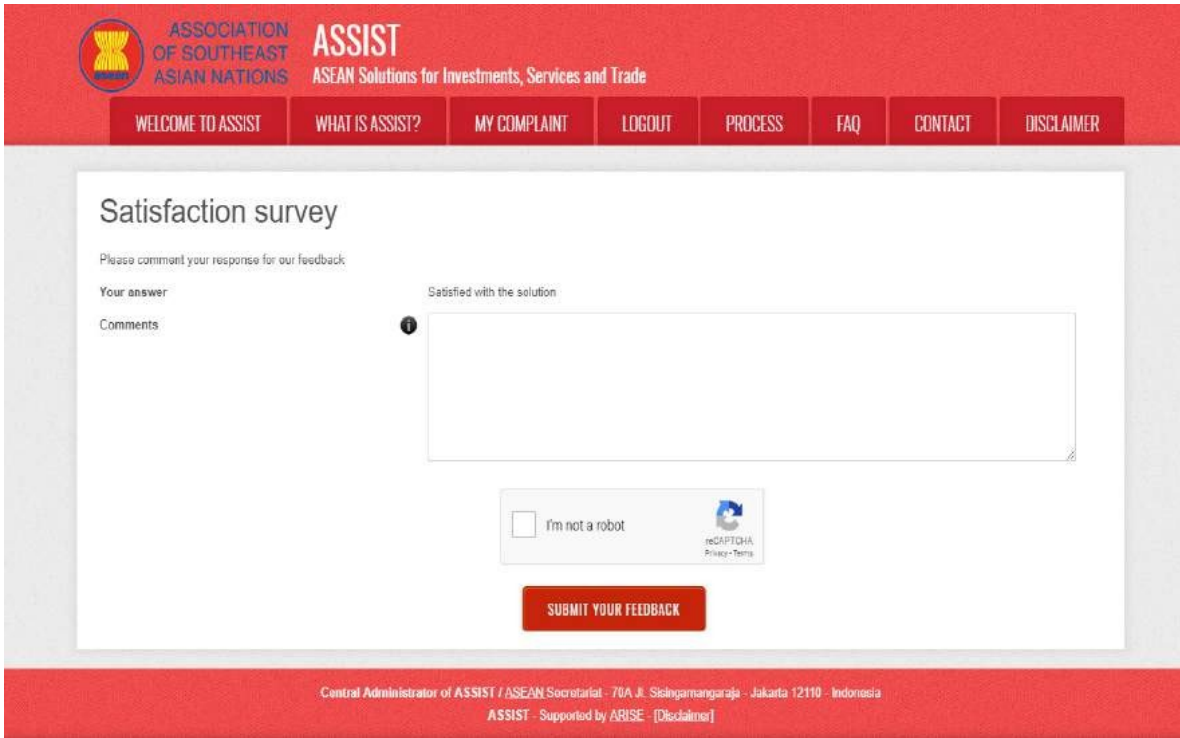 ASSOCIATION
OF SOUTHEAST
ASIAN NATIONS
ASSIST
ASEAN Solutions for Investments, Services and Trade
asean
WELCOME TO ASSIST WHAT IS ASSIST? MY COMPLAINT LOGOUT PROCESS FAQ CONTACT DISCLAIMER
Satisfaction survey
Please comment your response for our feedback
Your answer Satisfied with the solution
Comments i
I'm not a robot
reCAPTCHA
Privacy - Terms
SUBMIT YOUR FEEDBACK
Central Administrator of ASSIST / ASEAN Secretariat - 70A Jl. Sisingamangaraja - Jakarta 12110 - Indonesia
ASSIST - Supported by ARISE - [Disclaimer]